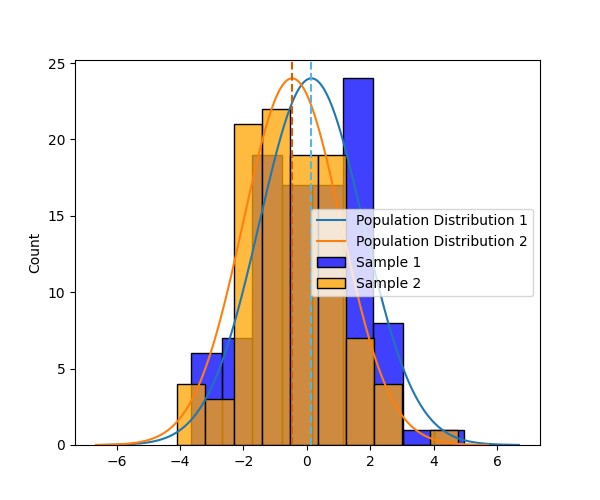 25
20
15
10
5
0
Count
Population Distribution 1
Population Distribution 2
Sample 1
Sample 2
−6 −4 −2 0 2 4 6